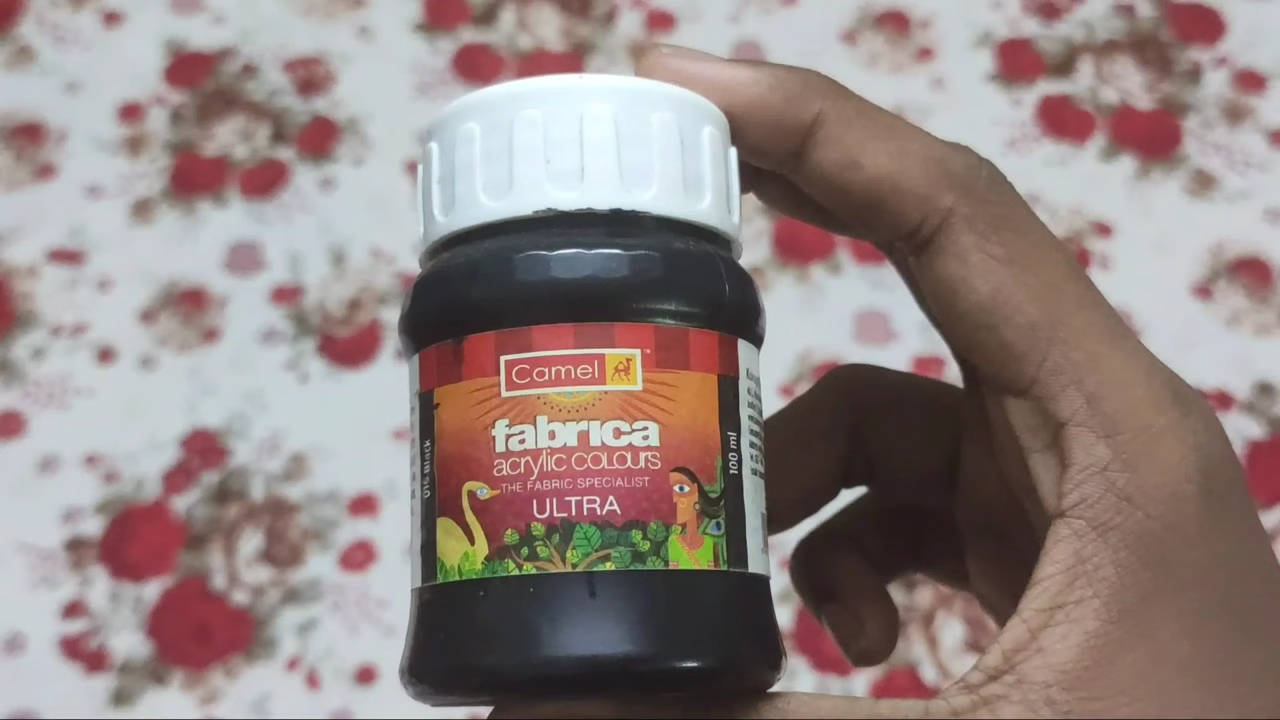 Camel
fabrica
acrylic COLOURS
THE FABRIC SPECIALIST
ULTRA
016 Black
100 ml